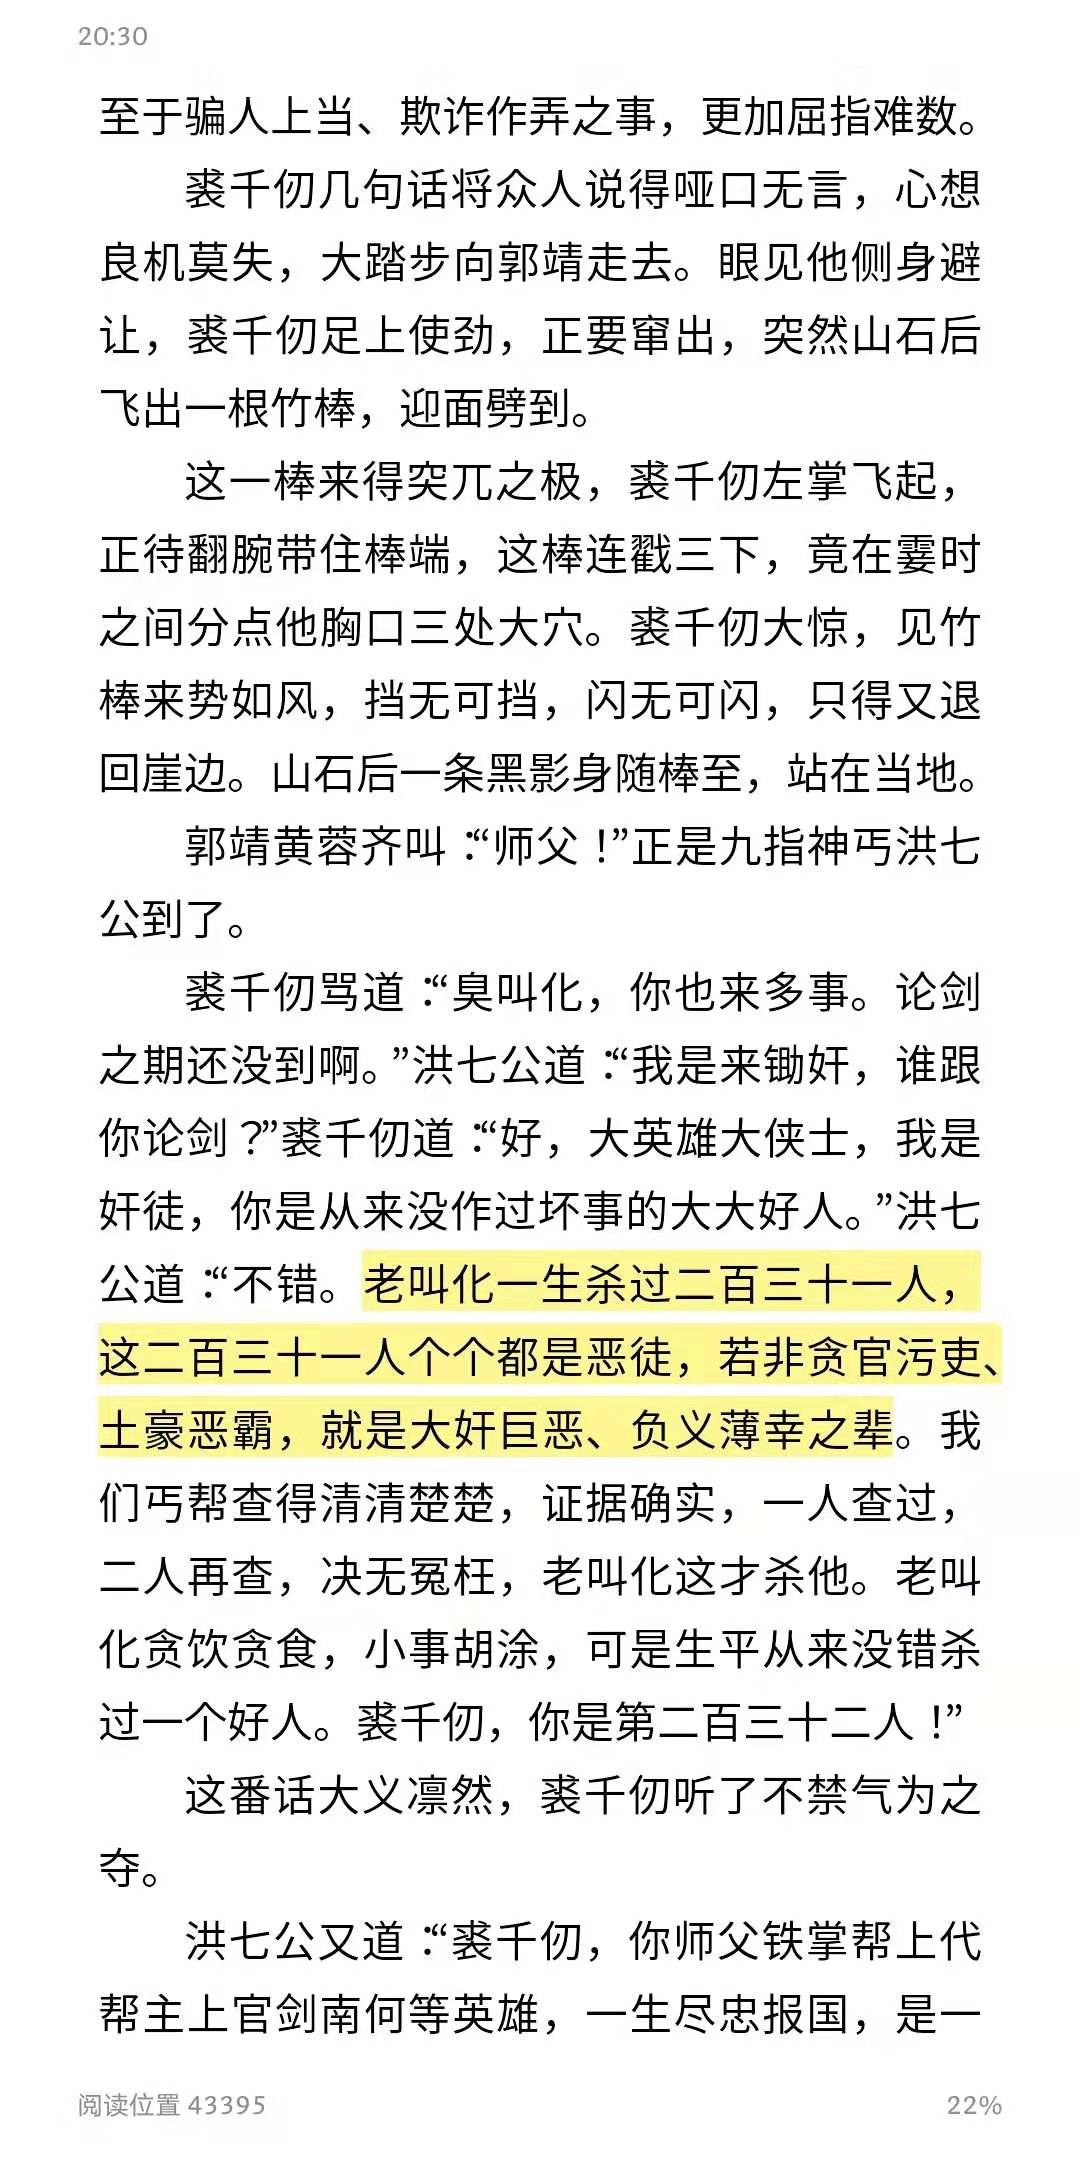 20:30
至于骗人上当、欺诈作弄之事，更加屈指难数。
裘千仞几句话将众人说得哑口无言，心想
良机莫失，大踏步向郭靖走去。眼见他侧身避
让，裘千仞足上使劲，正要窜出，突然山石后
飞出一根竹棒，迎面劈到。
这一棒来得突兀之极，裘千仞左掌飞起，
正待翻腕带住棒端，这棒连戳三下，竟在霎时
之间分点他胸口三处大穴。裘千仞大惊，见竹
棒来势如风，挡无可挡，闪无可闪，只得又退
回崖边。山石后一条黑影身随棒至，站在当地。
郭靖黄蓉齐叫：“师父！”正是九指神丐洪七
公到了。
裘千仞骂道：“臭叫化，你也来多事。论剑
之期还没到啊。”洪七公道：“我是来锄奸，谁跟
你论剑？”裘千仞道：“好，大英雄大侠士，我是
奸徒，你是从来没作过坏事的大大好人。”洪七
公道：“不错。老叫化一生杀过二百三十一人，
这二百三十一人个个都是恶徒，若非贪官污吏、
土豪恶霸，就是大奸巨恶、负义薄幸之辈。我
们丐帮查得清清楚楚，证据确实，一人查过，
二人再查，决无冤枉，老叫化这才杀他。老叫
化贪饮贪食，小事胡涂，可是生平从来没错杀
过一个好人。裘千仞，你是第二百三十二人！”
这番话大义凛然，裘千仞听了不禁气为之
夺。
洪七公又道：“裘千仞，你师父铁掌帮上代
帮主上官剑南何等英雄，一生尽忠报国，是一
阅读位置 43395
22%